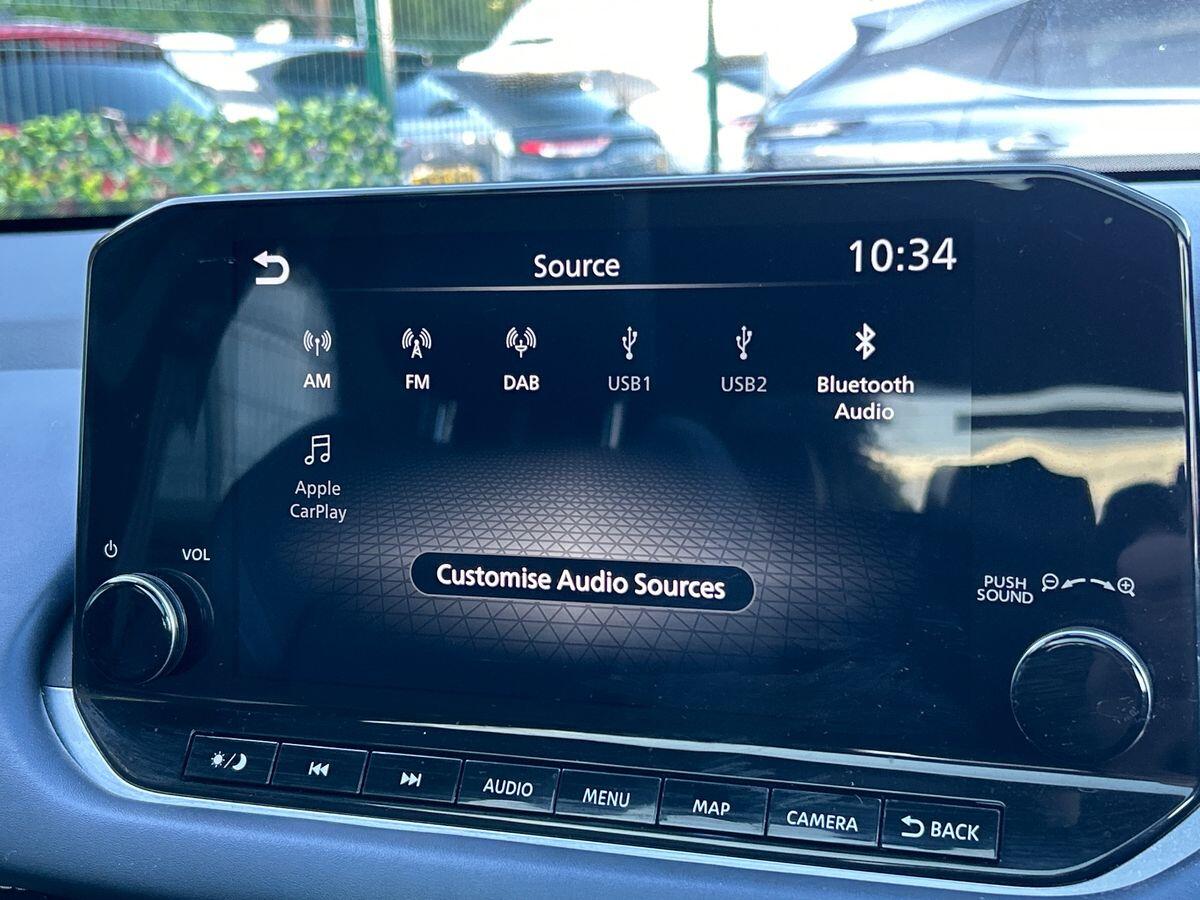 Source
10:34
AM
FM
DAB
USB1
USB2
Bluetooth
Audio
Apple
CarPlay
Customise Audio Sources
VOL
PUSH
SOUND
AUDIO
MENU
MAP
CAMERA
BACK